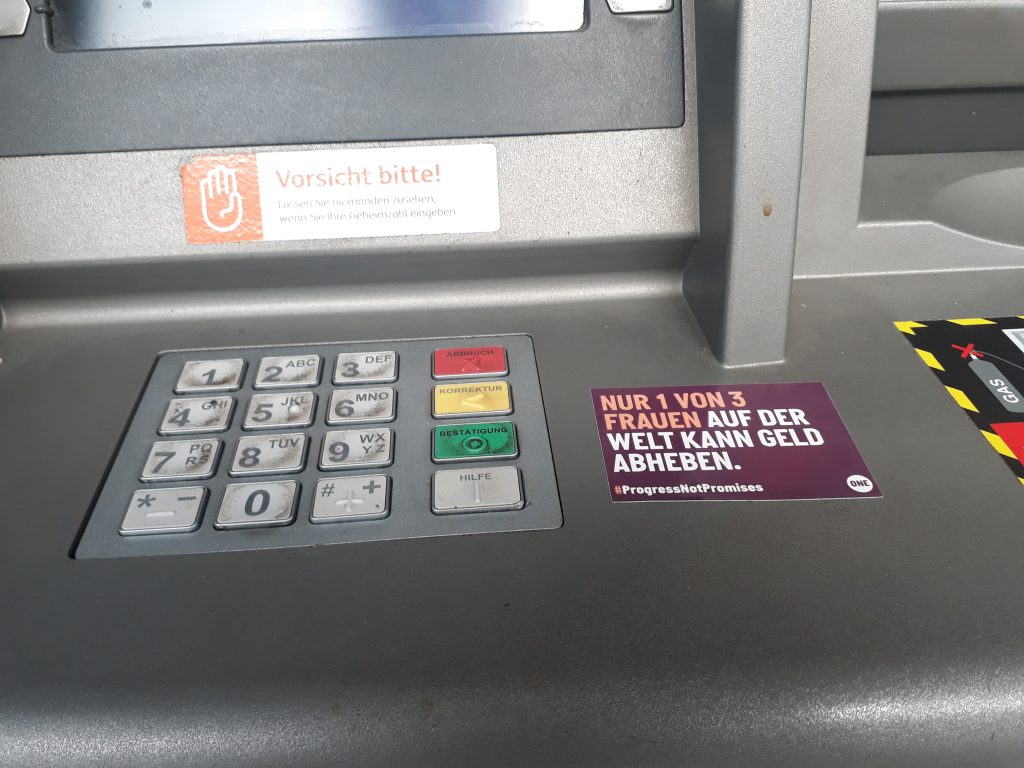 Vorsicht bitte!
Lassen Sie niemanden zusehen,
wenn Sie Ihre Geheimzahl eingeben.
1
2 ABC
3 DEF
ABBRUCH
4 GHI
5 JKL
6 MNO
KORREKTUR
7 PQ
RS
8 TUV
9 WX
YZ
BESTÄTIGUNG
* -
0
# +
HILFE
NUR 1 VON 3
FRAUEN AUF DER
WELT KANN GELD
ABHEBEN.
#ProgressNotPromises
ONE
GAS